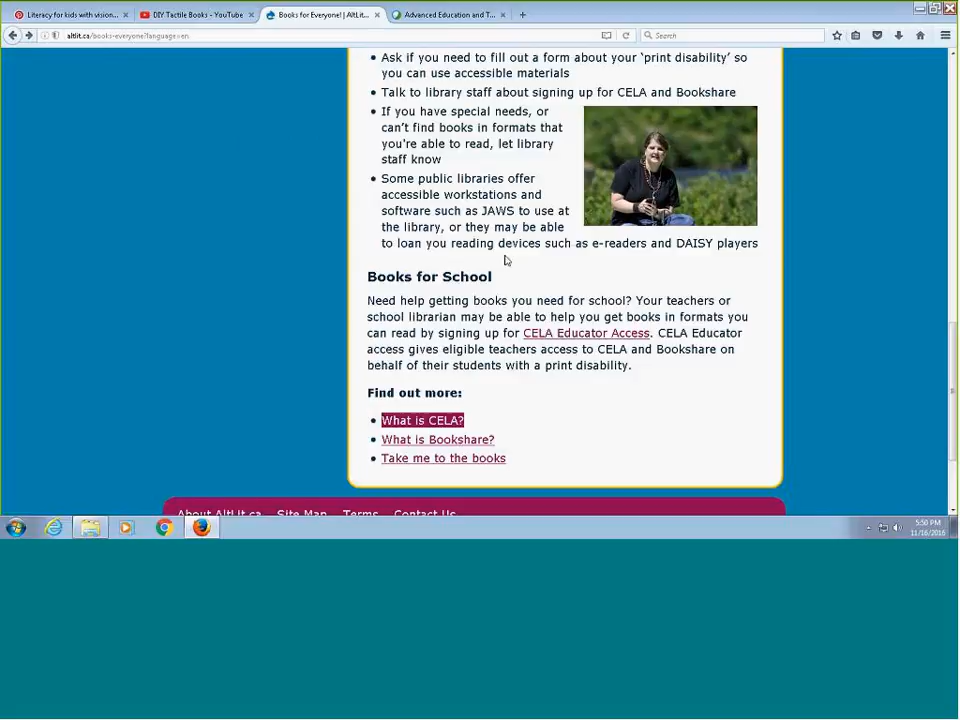 Literacy for kids with vision...
DIY Tactile Books - YouTube
Books for Everyone! | AltLit...
Advanced Education and T...
altlit.ca/books-everyone?language=en
Search
Ask if you need to fill out a form about your 'print disability' so
you can use accessible materials
Talk to library staff about signing up for CELA and Bookshare
If you have special needs, or
can't find books in formats that
you're able to read, let library
staff know
Some public libraries offer
accessible workstations and
software such as JAWS to use at
the library, or they may be able
to loan you reading devices such as e-readers and DAISY players
Books for School
Need help getting books you need for school? Your teachers or
school librarian may be able to help you get books in formats you
can read by signing up for CELA Educator Access. CELA Educator
access gives eligible teachers access to CELA and Bookshare on
behalf of their students with a print disability.
Find out more:
What is CELA?
What is Bookshare?
Take me to the books
About AltLit.ca Site Map Terms Contact Us
5:50 PM
11/16/2016